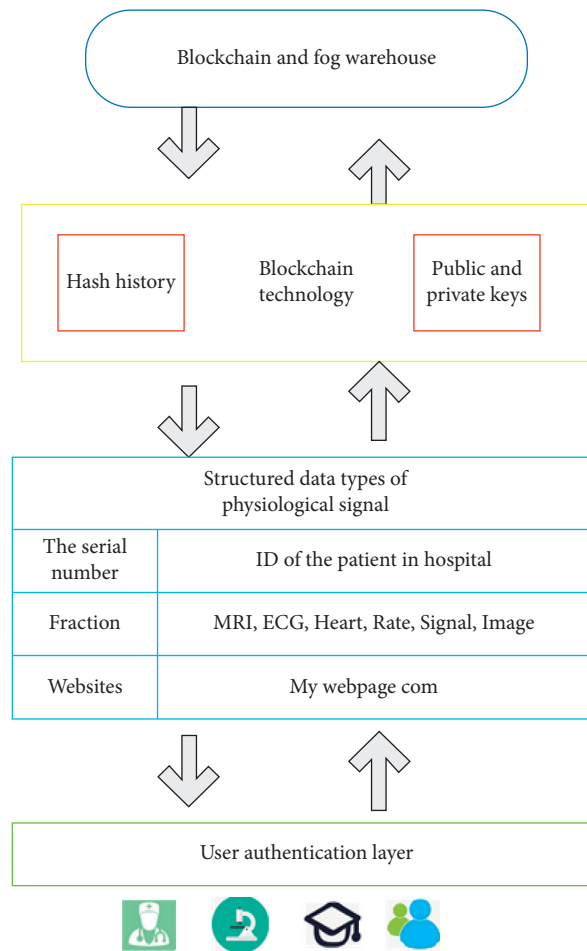 Blockchain and fog warehouse
Hash history
Blockchain
technology
Public and
private keys
Structured data types of
physiological signal
The serial
number
ID of the patient in hospital
Fraction
MRI, ECG, Heart, Rate, Signal, Image
Websites
My webpage com
User authentication layer